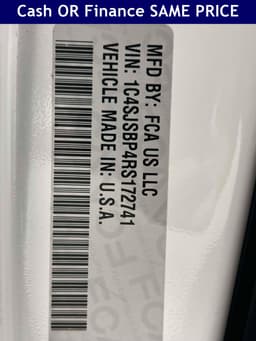 Cash OR Finance SAME PRICE
MFD BY: FCA US LLC
VIN: 1C4SJSBP4RS172741
VEHICLE MADE IN: U.S.A.